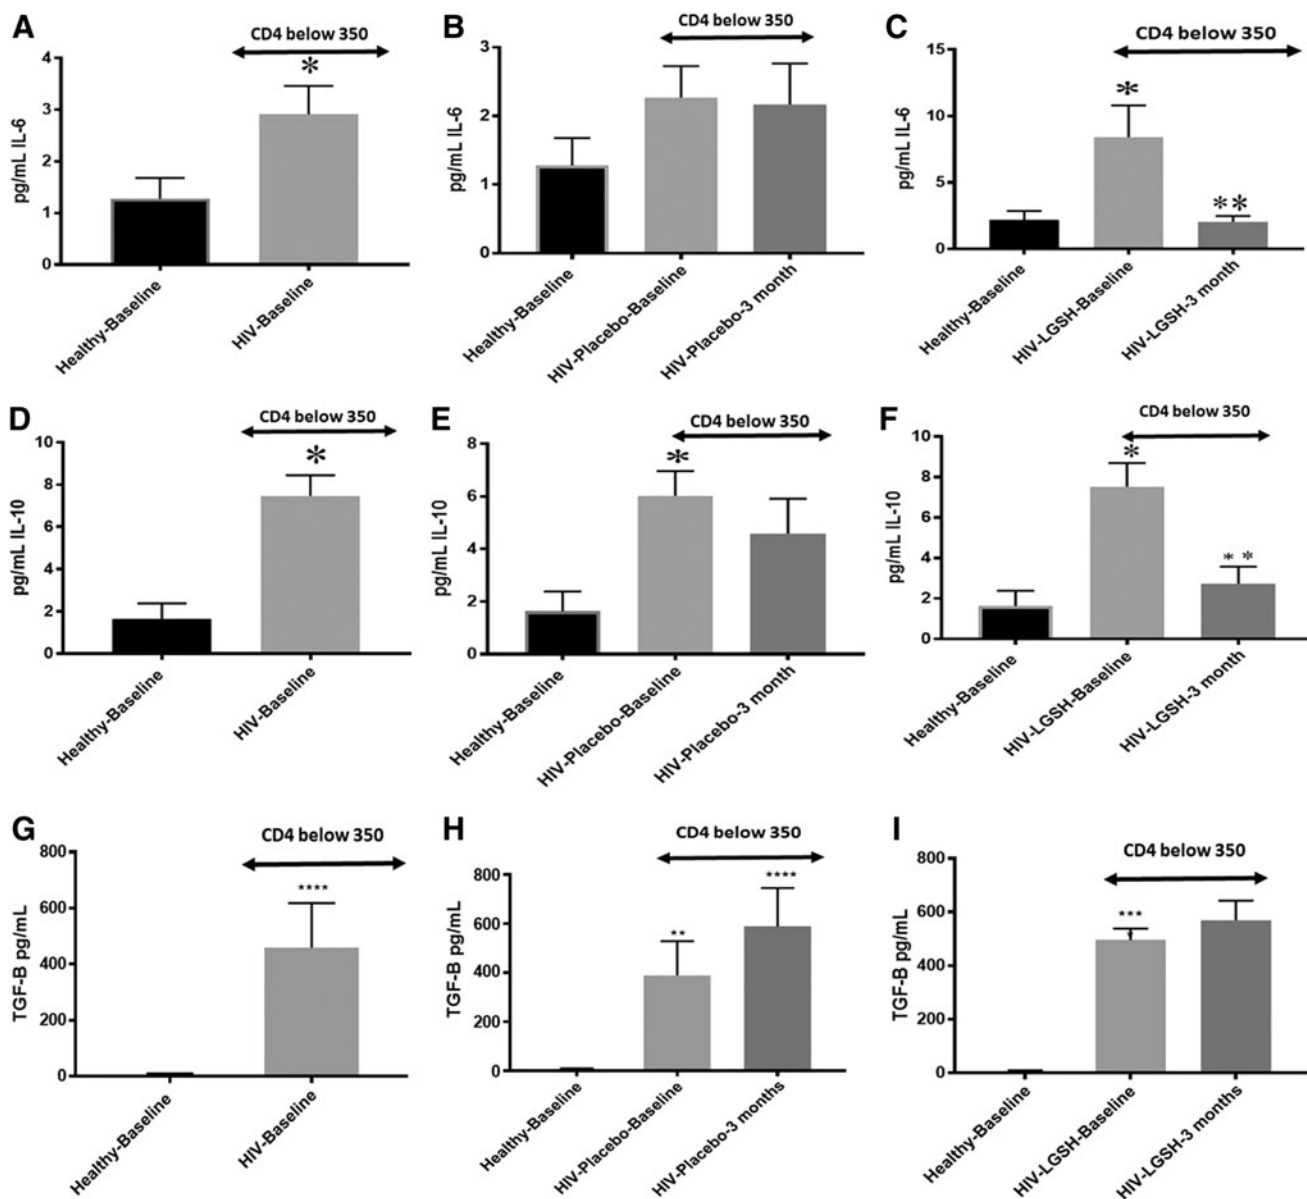 A
CD4 below 350
*
pg/mL IL-6
4
3
2
1
0
Healthy-Baseline
HIV-Baseline
B
CD4 below 350
pg/mL IL-6
3
2
1
0
Healthy-Baseline
HIV-Placebo-Baseline
HIV-Placebo-3 month
C
CD4 below 350
*
**
pg/mL IL-6
15
10
5
0
Healthy-Baseline
HIV-LGSH-Baseline
HIV-LGSH-3 month
D
CD4 below 350
*
pg/mL IL-10
10
8
6
4
2
0
Healthy-Baseline
HIV-Baseline
E
CD4 below 350
*
pg/mL IL-10
8
6
4
2
0
Healthy-Baseline
HIV-Placebo-Baseline
HIV-Placebo-3 month
F
CD4 below 350
*
* *
pg/mL IL-10
10
8
6
4
2
0
Healthy-Baseline
HIV-LGSH-Baseline
HIV-LGSH-3 month
G
CD4 below 350
****
TGF-B pg/mL
800
600
400
200
0
Healthy-Baseline
HIV-Baseline
H
CD4 below 350
**
****
TGF-B pg/mL
800
600
400
200
0
Healthy-Baseline
HIV-Placebo-Baseline
HIV-Placebo-3 months
I
CD4 below 350
***
*
TGF-B pg/mL
800
600
400
200
0
Healthy-Baseline
HIV-LGSH-Baseline
HIV-LGSH-3 months